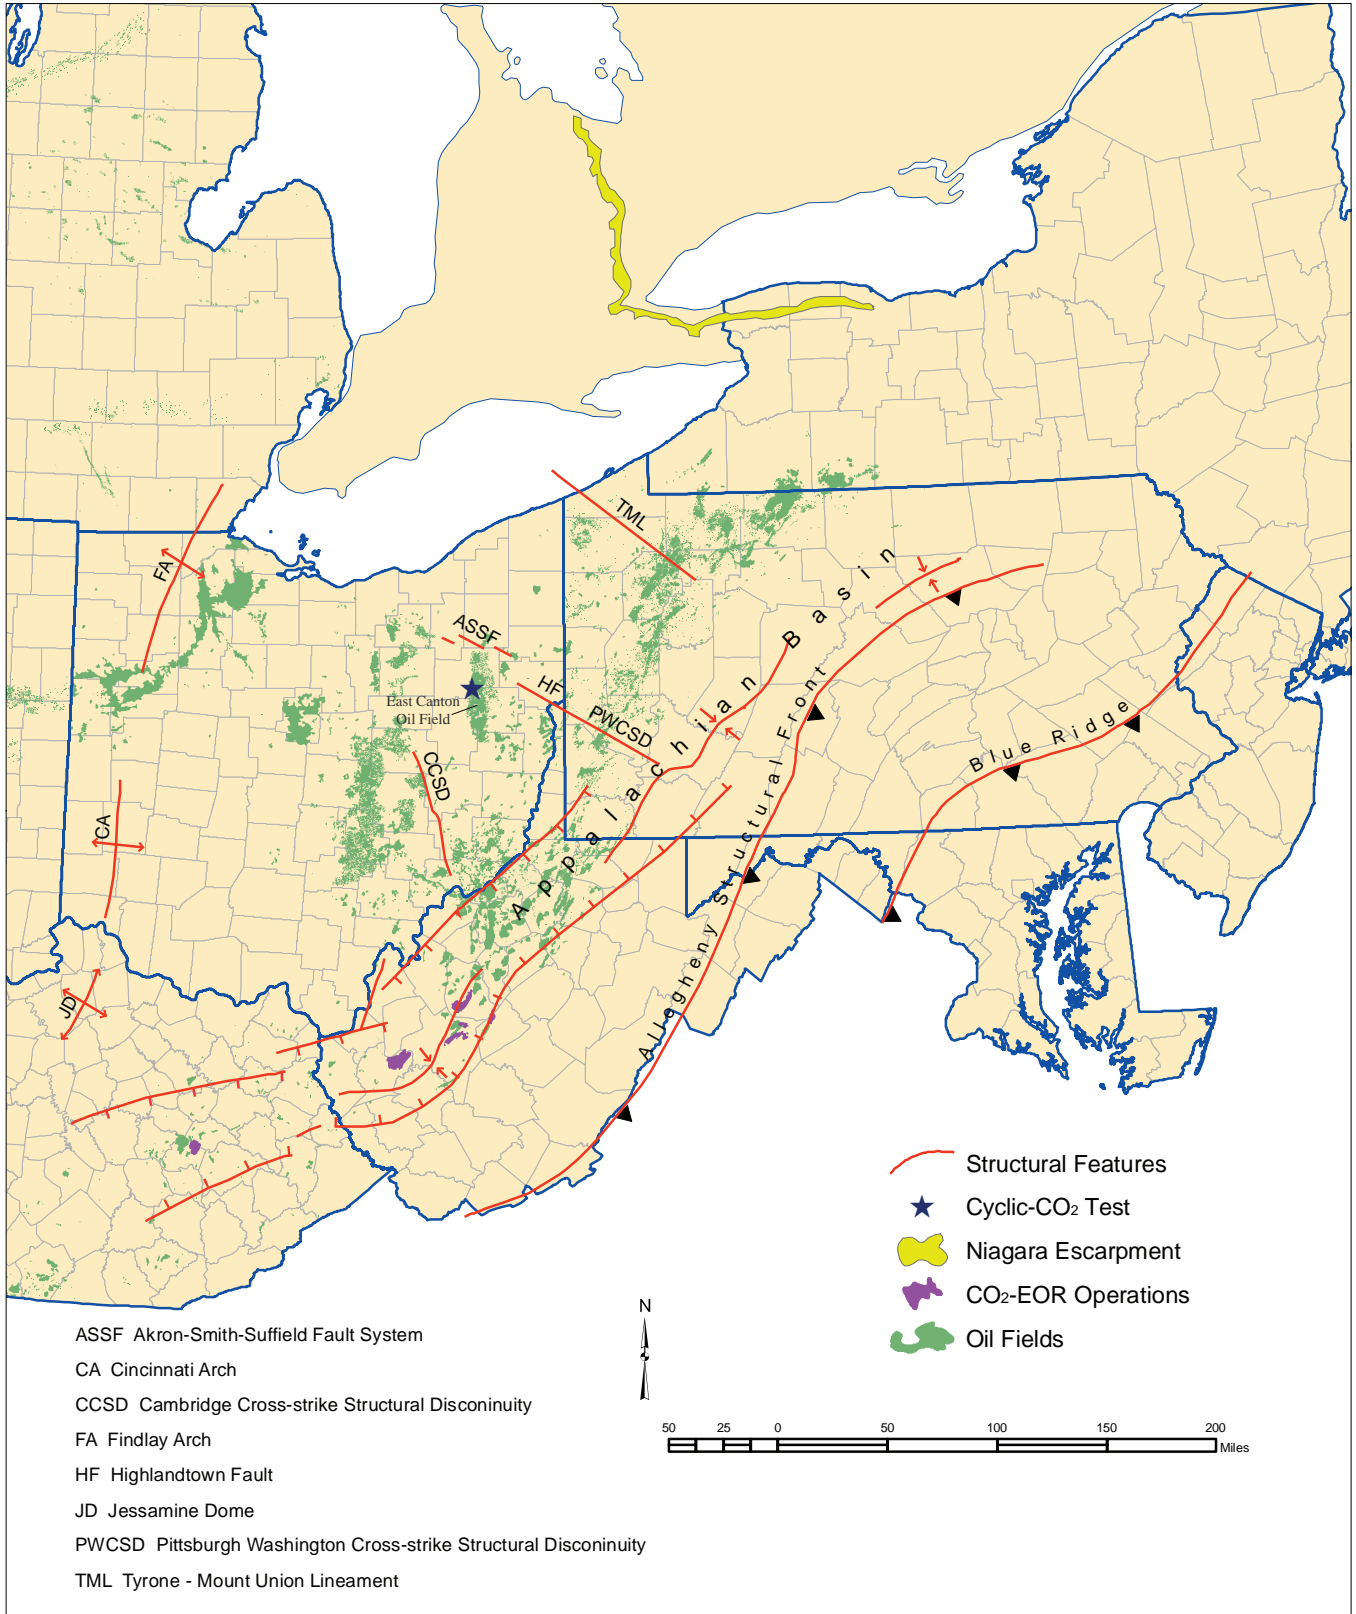 TML
FA
ASSF
HF
East Canton
Oil Field
PWCSD
CCSD
CA
JD
Appalachian Basin
Allegheny Structural Front
Blue Ridge
Structural Features
Cyclic-CO2 Test
Niagara Escarpment
CO2-EOR Operations
Oil Fields
N
50 25 0 50 100 150 200
Miles
ASSF Akron-Smith-Suffield Fault System
CA Cincinnati Arch
CCSD Cambridge Cross-strike Structural Disconinuity
FA Findlay Arch
HF Highlandtown Fault
JD Jessamine Dome
PWCSD Pittsburgh Washington Cross-strike Structural Disconinuity
TML Tyrone - Mount Union Lineament